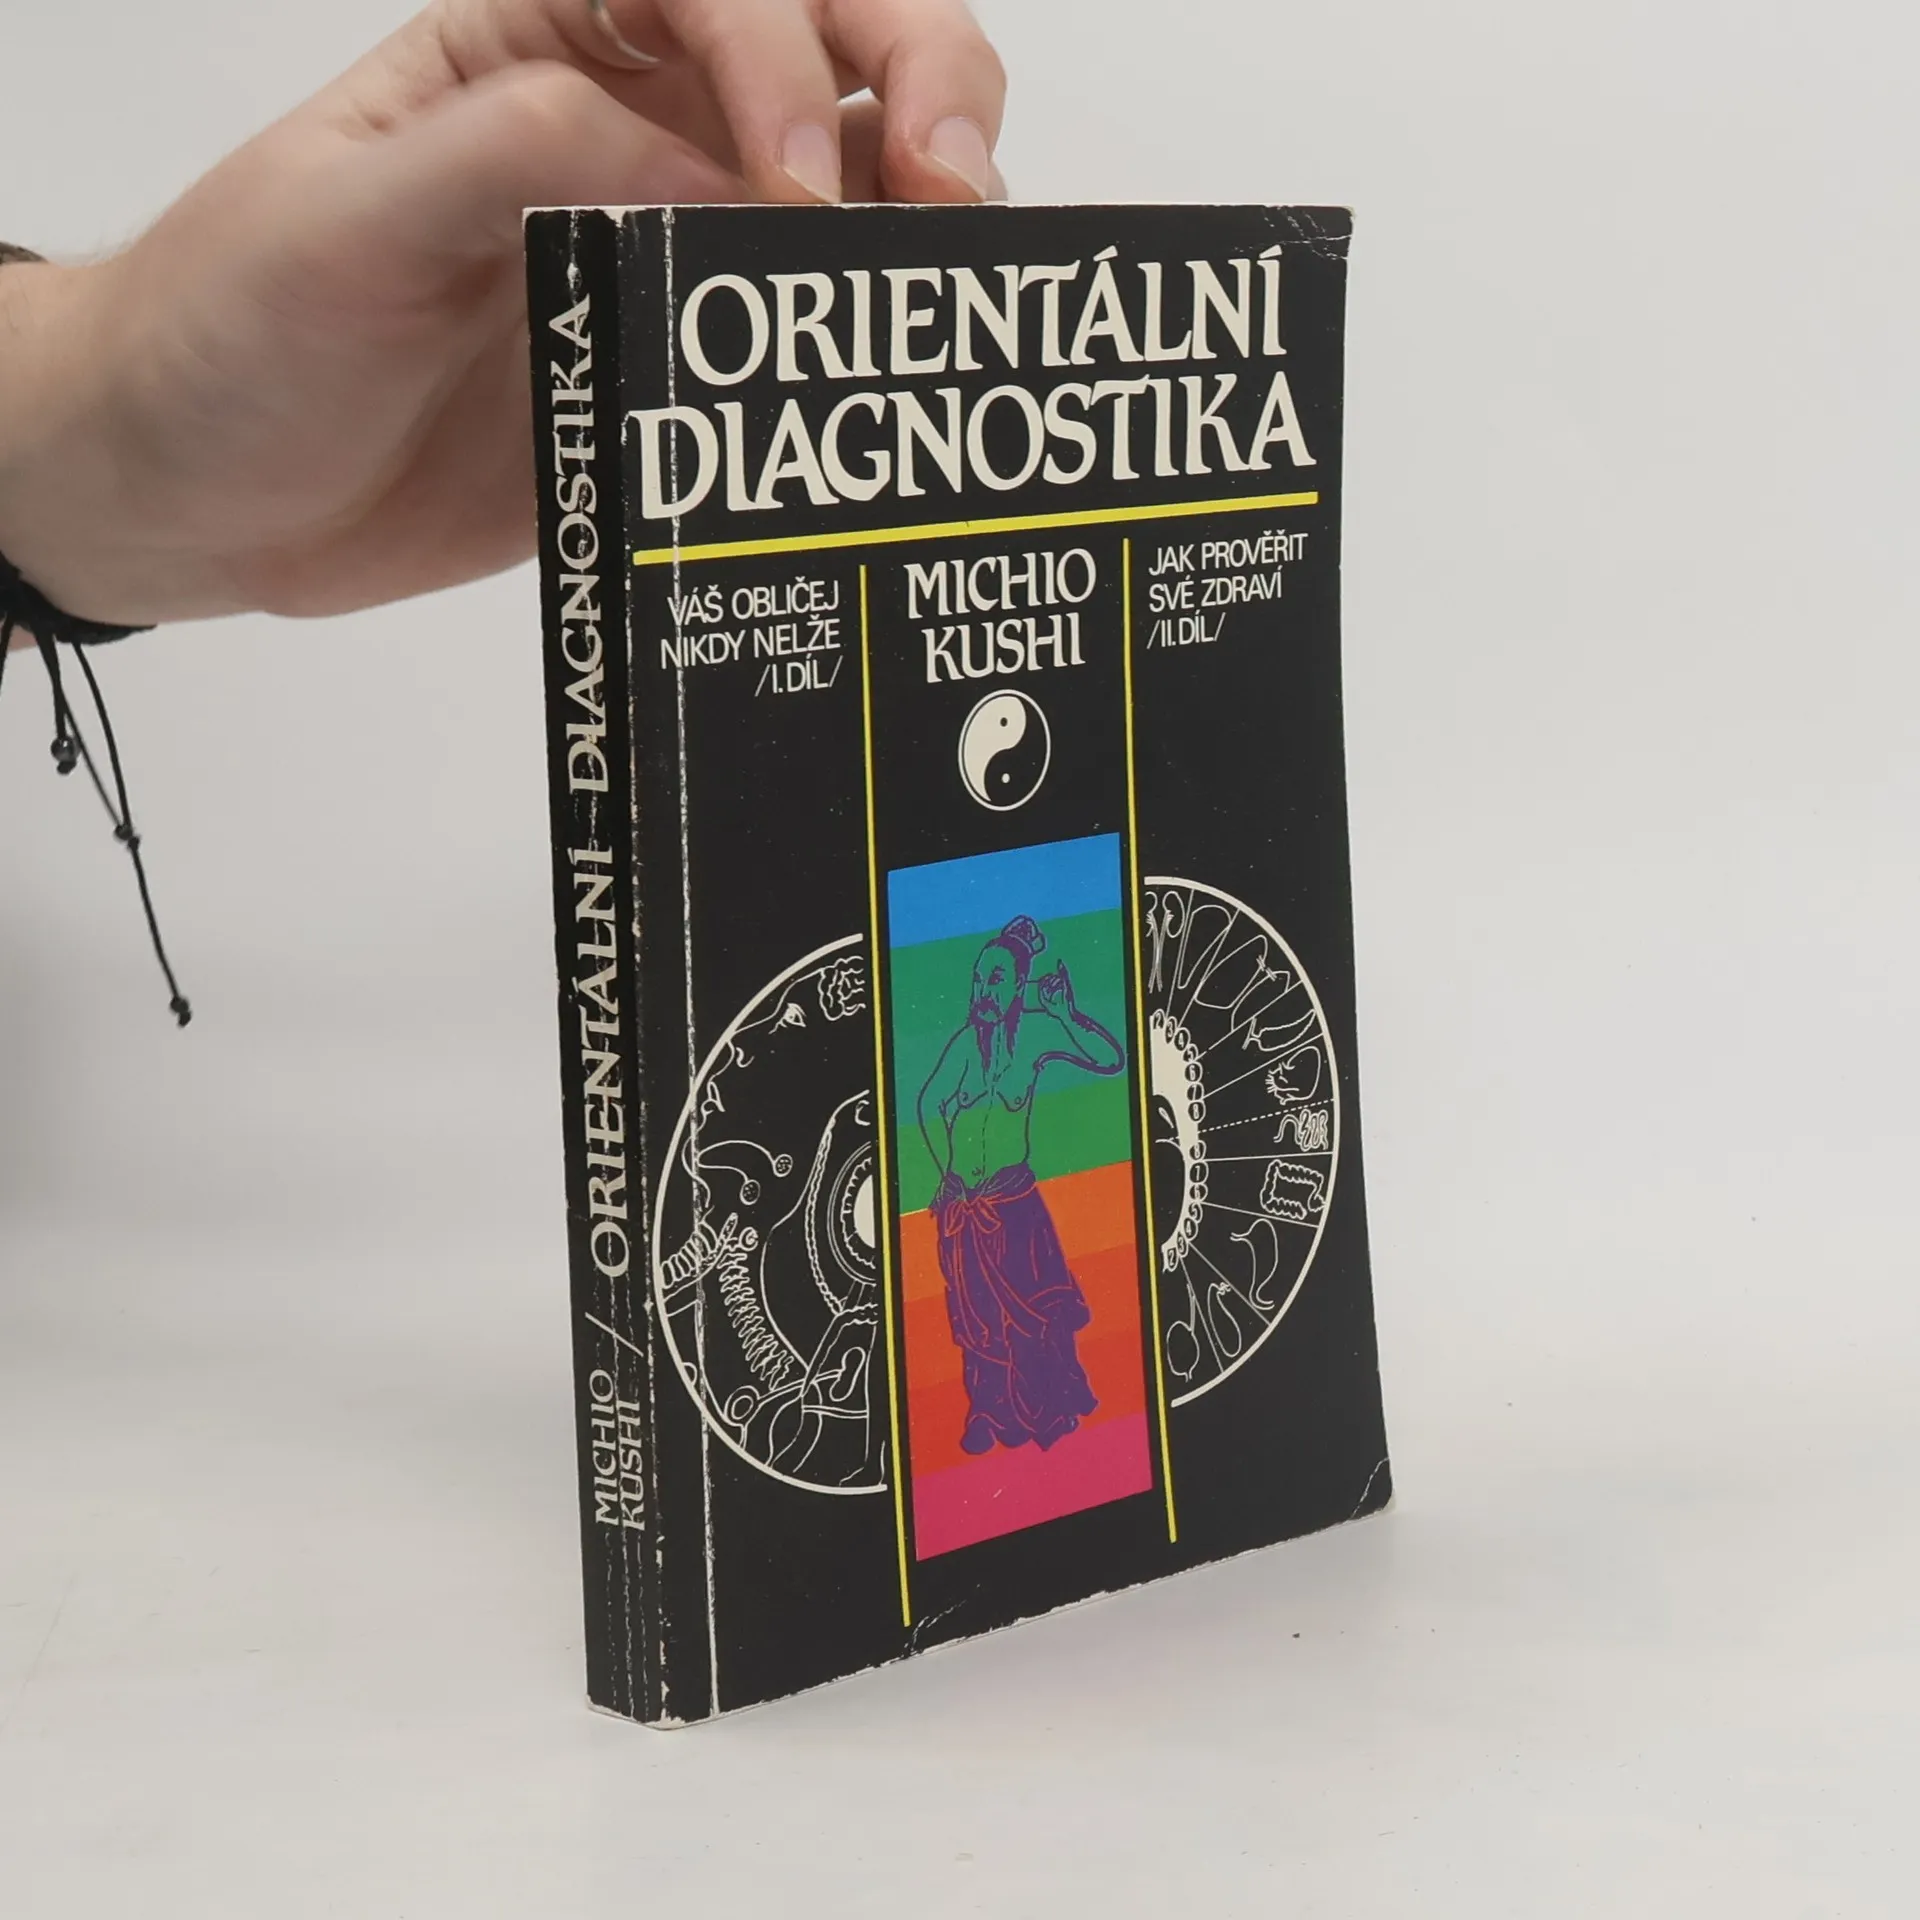 ORIENTÁLNÍ
DIAGNOSTIKA
VÁŠ OBLIČEJ
NIKDY NELŽE
/I. DÍL/
MICHIO
KUSHI
JAK PROVĚŘIT
SVÉ ZDRAVÍ
/II. DÍL/
MICHIO
KUSHI / ORIENTÁLNÍ DIAGNOSTIKA